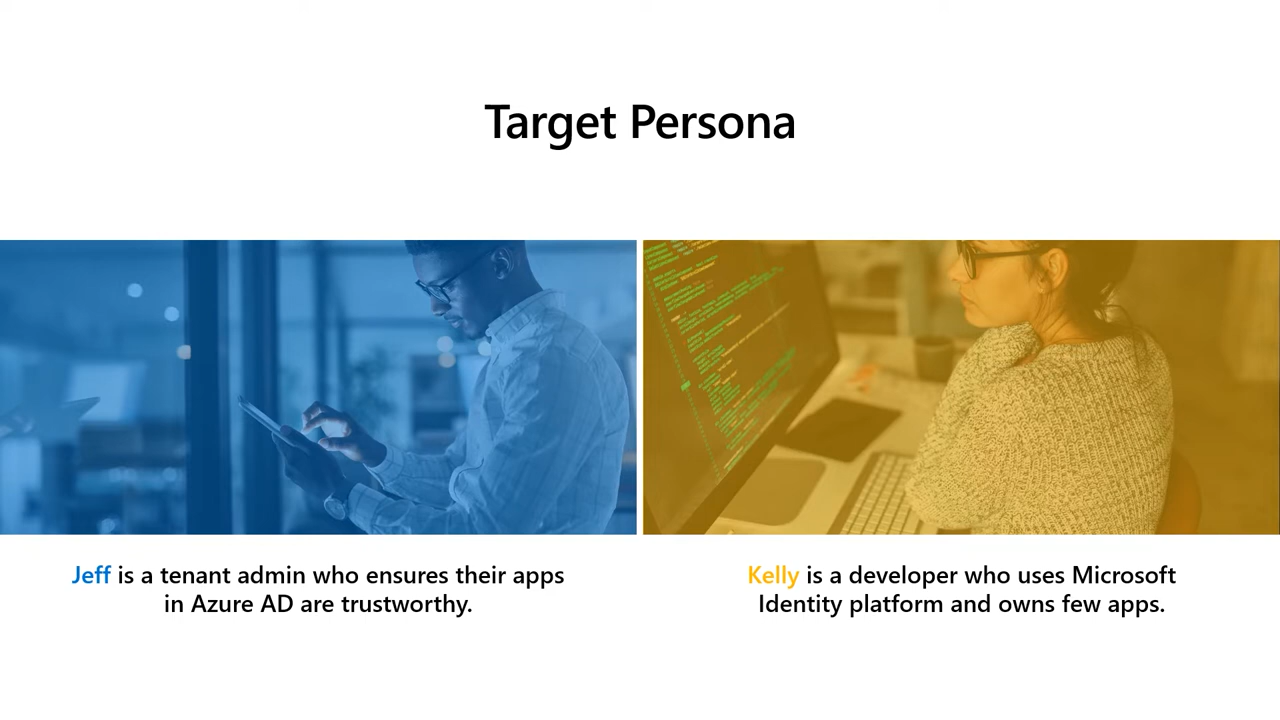 Target Persona
Jeff is a tenant admin who ensures their apps
in Azure AD are trustworthy.
Kelly is a developer who uses Microsoft
Identity platform and owns few apps.